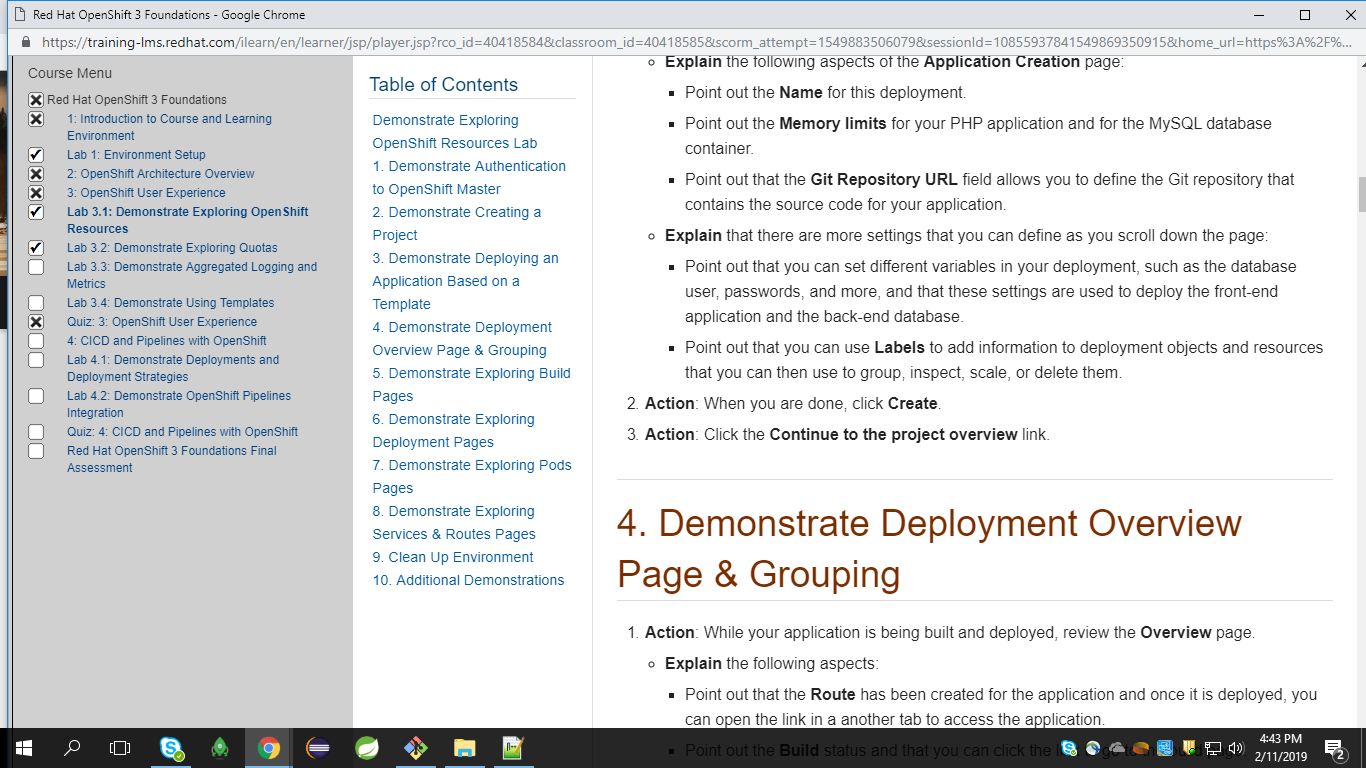 Red Hat OpenShift 3 Foundations - Google Chrome
https://training-lms.redhat.com/ilearn/en/learner/jsp/player.jsp?rco_id=40418584&classroom_id=40418585&scorm_attempt=1549883506079&sessionId=10855937841549869350915&home_url=https%3A%2F%...
Course Menu
Red Hat OpenShift 3 Foundations
1: Introduction to Course and Learning
Environment
Lab 1: Environment Setup
2: OpenShift Architecture Overview
3: OpenShift User Experience
Lab 3.1: Demonstrate Exploring OpenShift
Resources
Lab 3.2: Demonstrate Exploring Quotas
Lab 3.3: Demonstrate Aggregated Logging and
Metrics
Lab 3.4: Demonstrate Using Templates
Quiz: 3: OpenShift User Experience
4: CICD and Pipelines with OpenShift
Lab 4.1: Demonstrate Deployments and
Deployment Strategies
Lab 4.2: Demonstrate OpenShift Pipelines
Integration
Quiz: 4: CICD and Pipelines with OpenShift
Red Hat OpenShift 3 Foundations Final
Assessment
Table of Contents
Demonstrate Exploring
OpenShift Resources Lab
1. Demonstrate Authentication
to OpenShift Master
2. Demonstrate Creating a
Project
3. Demonstrate Deploying an
Application Based on a
Template
4. Demonstrate Deployment
Overview Page & Grouping
5. Demonstrate Exploring Build
Pages
6. Demonstrate Exploring
Deployment Pages
7. Demonstrate Exploring Pods
Pages
8. Demonstrate Exploring
Services & Routes Pages
9. Clean Up Environment
10. Additional Demonstrations
Explain the following aspects of the Application Creation page:
Point out the Name for this deployment.
Point out the Memory limits for your PHP application and for the MySQL database
container.
Point out that the Git Repository URL field allows you to define the Git repository that
contains the source code for your application.
Explain that there are more settings that you can define as you scroll down the page:
Point out that you can set different variables in your deployment, such as the database
user, passwords, and more, and that these settings are used to deploy the front-end
application and the back-end database.
Point out that you can use Labels to add information to deployment objects and resources
that you can then use to group, inspect, scale, or delete them.
2. Action: When you are done, click Create.
3. Action: Click the Continue to the project overview link.
4. Demonstrate Deployment Overview
Page & Grouping
1. Action: While your application is being built and deployed, review the Overview page.
Explain the following aspects:
Point out that the Route has been created for the application and once it is deployed, you
can open the link in a another tab to access the application.
Point out the Build status and that you can click the
4:43 PM
2/11/2019
2